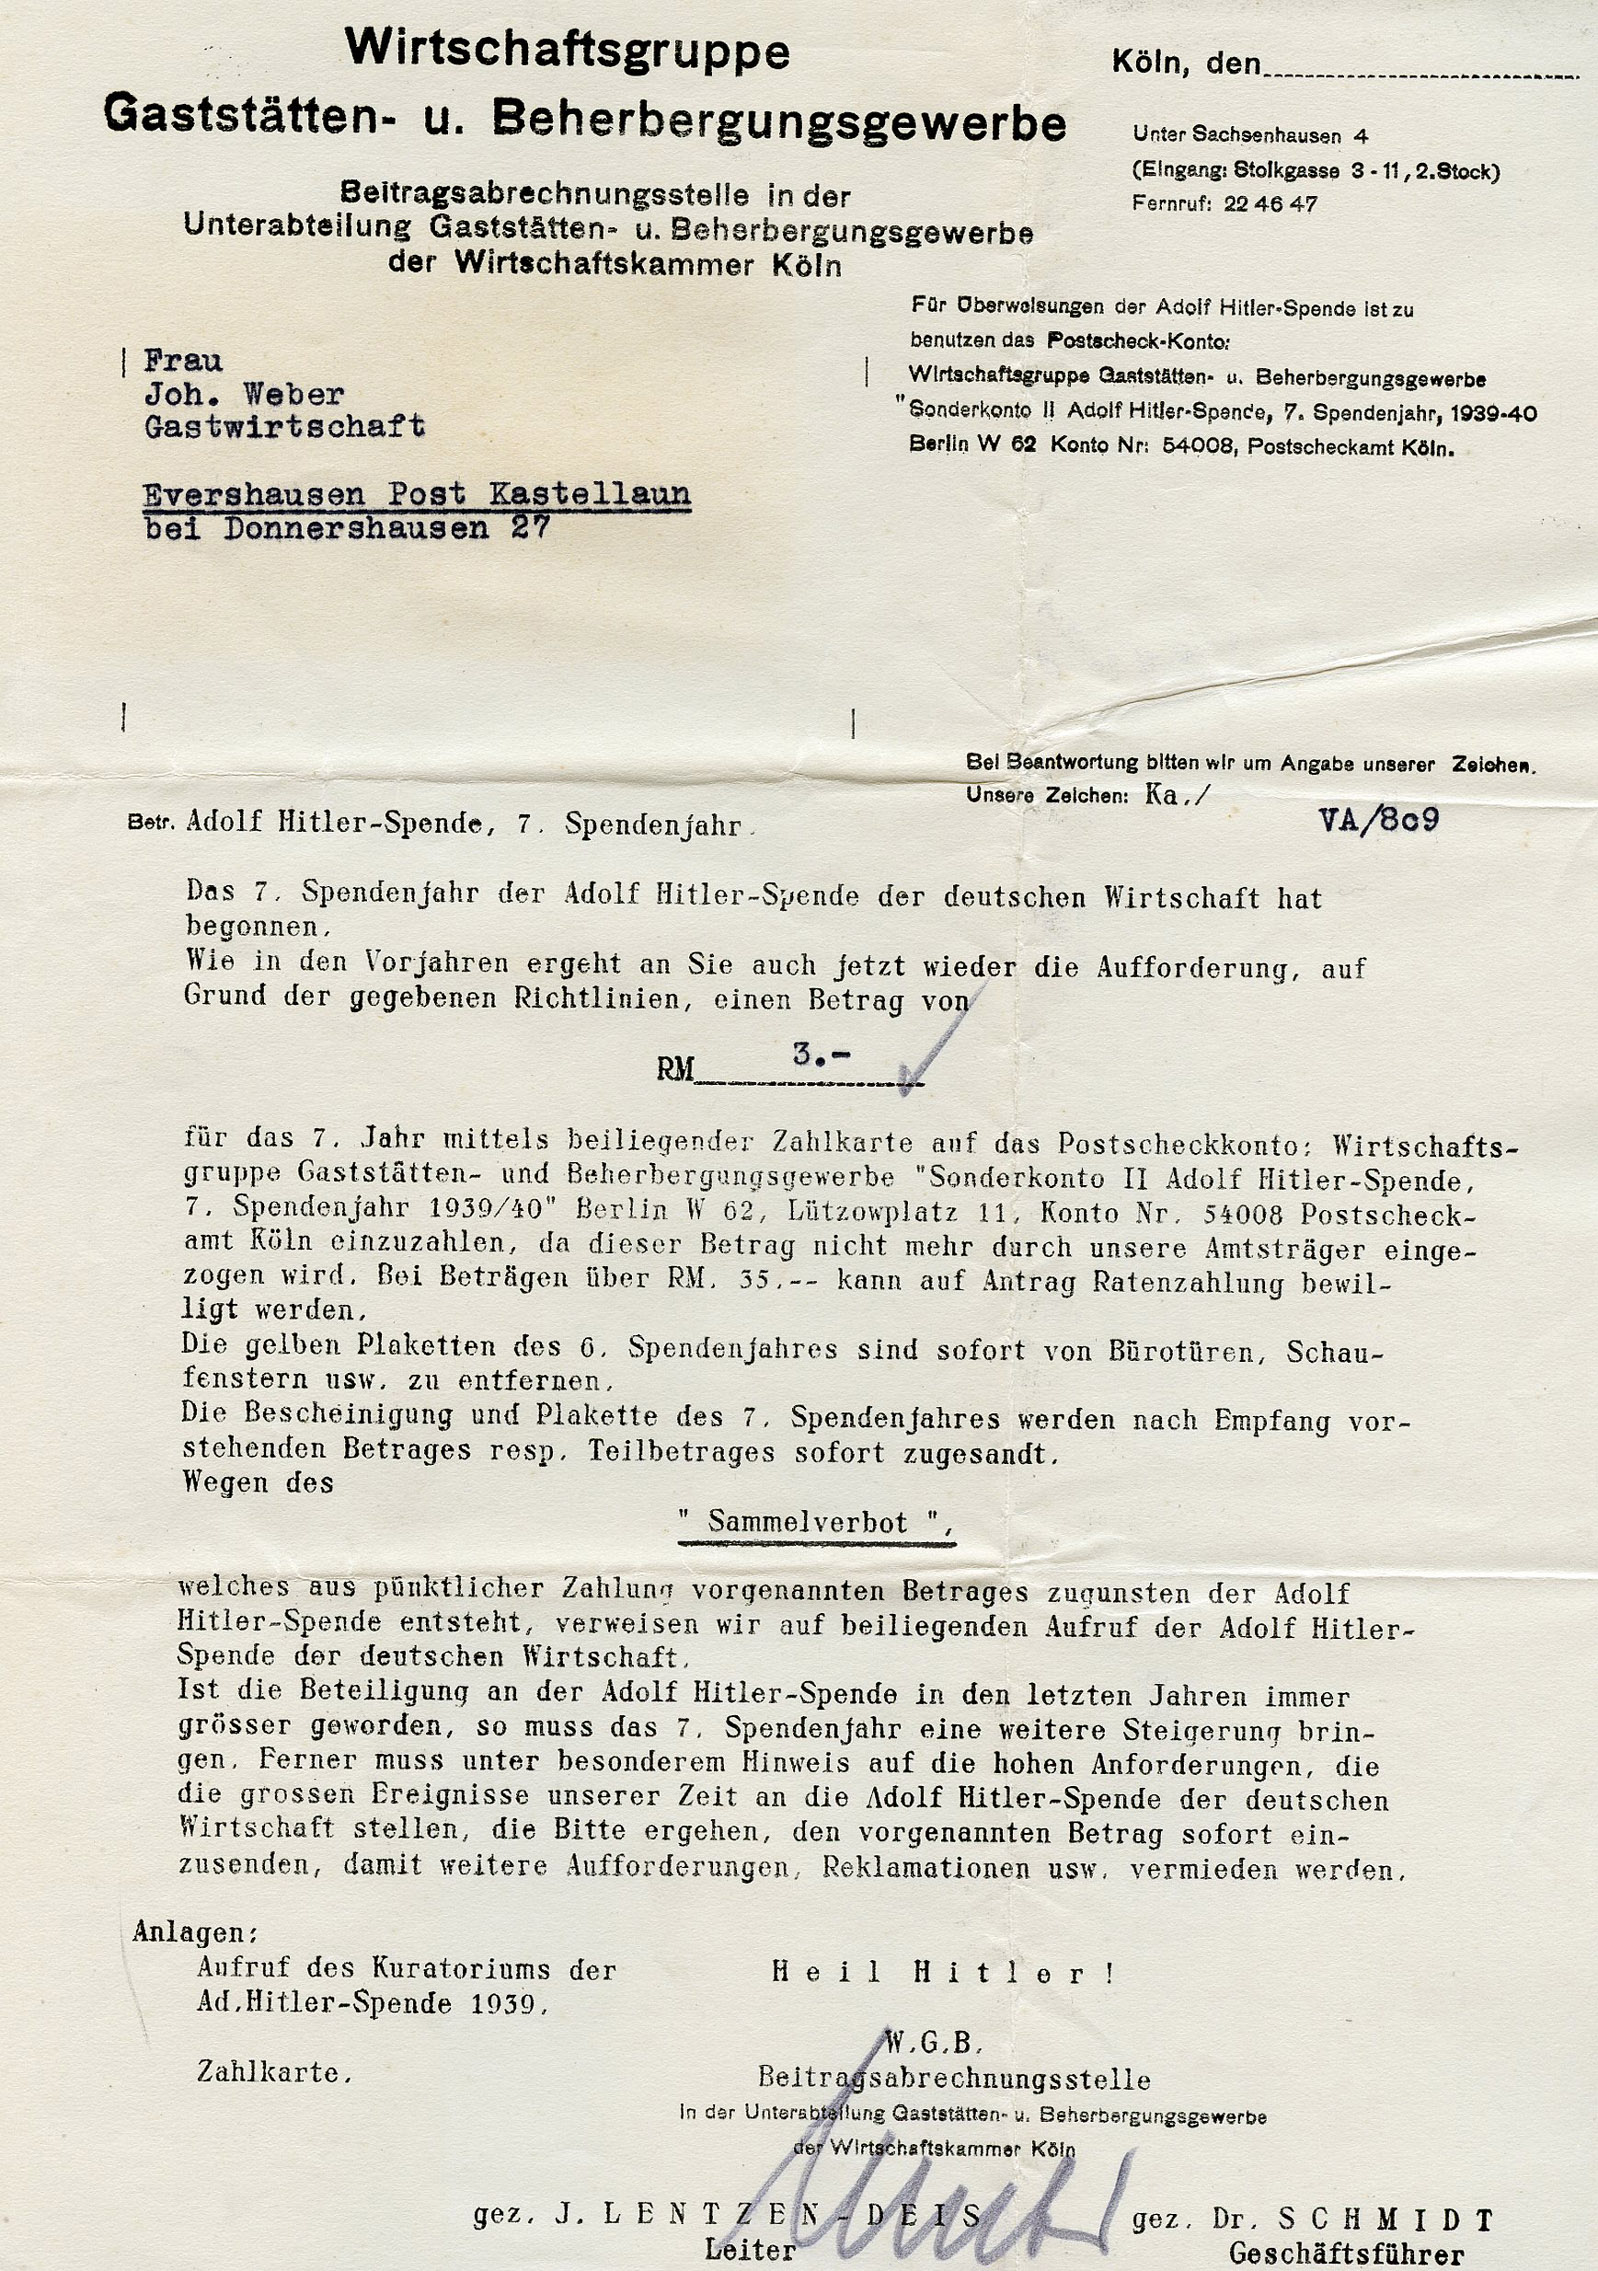 Wirtschaftsgruppe
Gaststätten- u. Beherbergungsgewerbe
Beitragsabrechnungsstelle in der
Unterabteilung Gaststätten- u. Beherbergungsgewerbe
der Wirtschaftskammer Köln
Köln, den
Unter Sachsenhausen 4
(Eingang: Stolkgasse 3-11, 2.Stock)
Fernruf: 22 46 47
Für Überweisungen der Adolf Hitler-Spende ist zu
benutzen das Postscheck-Konto:
Wirtschaftsgruppe Gaststätten- u. Beherbergungsgewerbe
"Sonderkonto II Adolf Hitler-Spende, 7. Spendenjahr, 1939-40
Berlin W 62 Konto Nr: 54008, Postscheckamt Köln.
Frau
Joh. Weber
Gastwirtschaft
Evershausen Post Kastellaun
bei Donnershausen 27
Bei Beantwortung bitten wir um Angabe unserer Zeichen.
Unsere Zeichen: Ka./
VA/8o9
Betr. Adolf Hitler-Spende, 7. Spendenjahr.
Das 7. Spendenjahr der Adolf Hitler-Spende der deutschen Wirtschaft hat
begonnen.
Wie in den Vorjahren ergeht an Sie auch jetzt wieder die Aufforderung, auf
Grund der gegebenen Richtlinien, einen Betrag von
RM 3.-
für das 7. Jahr mittels beiliegender Zahlkarte auf das Postscheckkonto: Wirtschafts-
gruppe Gaststätten- und Beherbergungsgewerbe "Sonderkonto II Adolf Hitler-Spende,
7. Spendenjahr 1939/40" Berlin W 62, Lützowplatz 11, Konto Nr. 54008 Postscheck-
amt Köln einzuzahlen, da dieser Betrag nicht mehr durch unsere Amtsträger einge-
zogen wird. Bei Beträgen über RM. 35.-- kann auf Antrag Ratenzahlung bewil-
ligt werden.
Die gelben Plaketten des 6. Spendenjahres sind sofort von Bürotüren, Schau-
fenstern usw. zu entfernen.
Die Bescheinigung und Plakette des 7. Spendenjahres werden nach Empfang vor-
stehenden Betrages resp. Teilbetrages sofort zugesandt.
Wegen des
" Sammelverbot ",
welches aus pünktlicher Zahlung vorgenannten Betrages zugunsten der Adolf
Hitler-Spende entsteht, verweisen wir auf beiliegenden Aufruf der Adolf Hitler-
Spende der deutschen Wirtschaft.
Ist die Beteiligung an der Adolf Hitler-Spende in den letzten Jahren immer
grösser geworden, so muss das 7. Spendenjahr eine weitere Steigerung brin-
gen. Ferner muss unter besonderem Hinweis auf die hohen Anforderungen, die
die grossen Ereignisse unserer Zeit an die Adolf Hitler-Spende der deutschen
Wirtschaft stellen, die Bitte ergehen, den vorgenannten Betrag sofort ein-
zusenden, damit weitere Aufforderungen, Reklamationen usw. vermieden werden.
Anlagen:
Aufruf des Kuratoriums der
Ad.Hitler-Spende 1939.
Zahlkarte.
Heil Hitler!
W.G.B.
Beitragsabrechnungsstelle
in der Unterabteilung Gaststätten- u. Beherbergungsgewerbe
der Wirtschaftskammer Köln
gez. J. LENTZEN-DEIS
Leiter
gez. Dr. SCHMIDT
Geschäftsführer